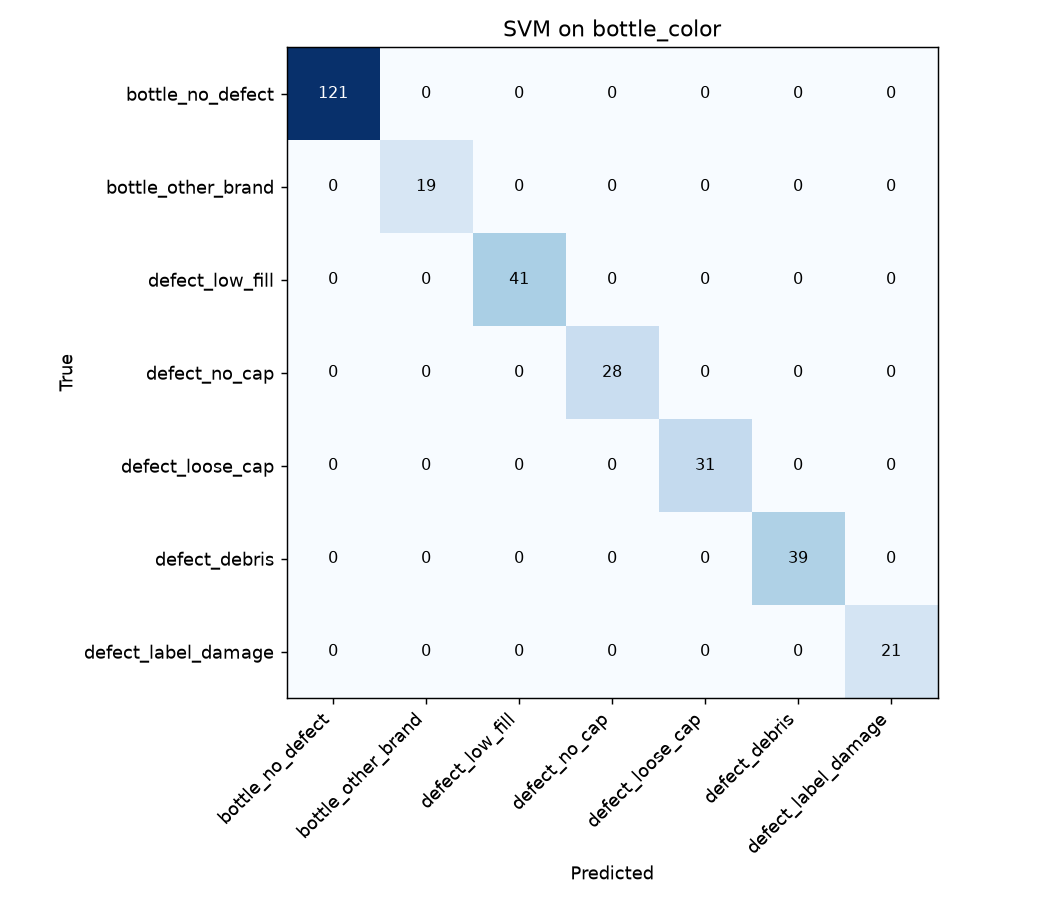 SVM on bottle_color
True
bottle_no_defect 121 0 0 0 0 0 0
bottle_other_brand 0 19 0 0 0 0 0
defect_low_fill 0 0 41 0 0 0 0
defect_no_cap 0 0 0 28 0 0 0
defect_loose_cap 0 0 0 0 31 0 0
defect_debris 0 0 0 0 0 39 0
defect_label_damage 0 0 0 0 0 0 21
bottle_no_defect
bottle_other_brand
defect_low_fill
defect_no_cap
defect_loose_cap
defect_debris
defect_label_damage
Predicted